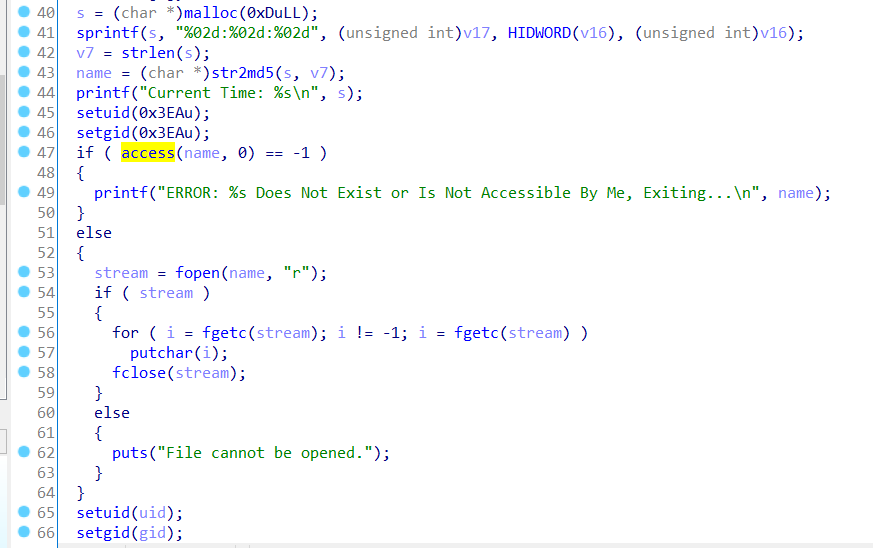 40 s = (char *)malloc(0xDuLL);
41 sprintf(s, "%02d:%02d:%02d", (unsigned int)v17, HIDWORD(v16), (unsigned int)v16);
42 v7 = strlen(s);
43 name = (char *)str2md5(s, v7);
44 printf("Current Time: %s\n", s);
45 setuid(0x3EAu);
46 setgid(0x3EAu);
47 if ( access(name, 0) == -1 )
48 {
49 printf("ERROR: %s Does Not Exist or Is Not Accessible By Me, Exiting...\n", name);
50 }
51 else
52 {
53 stream = fopen(name, "r");
54 if ( stream )
55 {
56 for ( i = fgetc(stream); i != -1; i = fgetc(stream) )
57 putchar(i);
58 fclose(stream);
59 }
60 else
61 {
62 puts("File cannot be opened.");
63 }
64 }
65 setuid(uid);
66 setgid(gid);